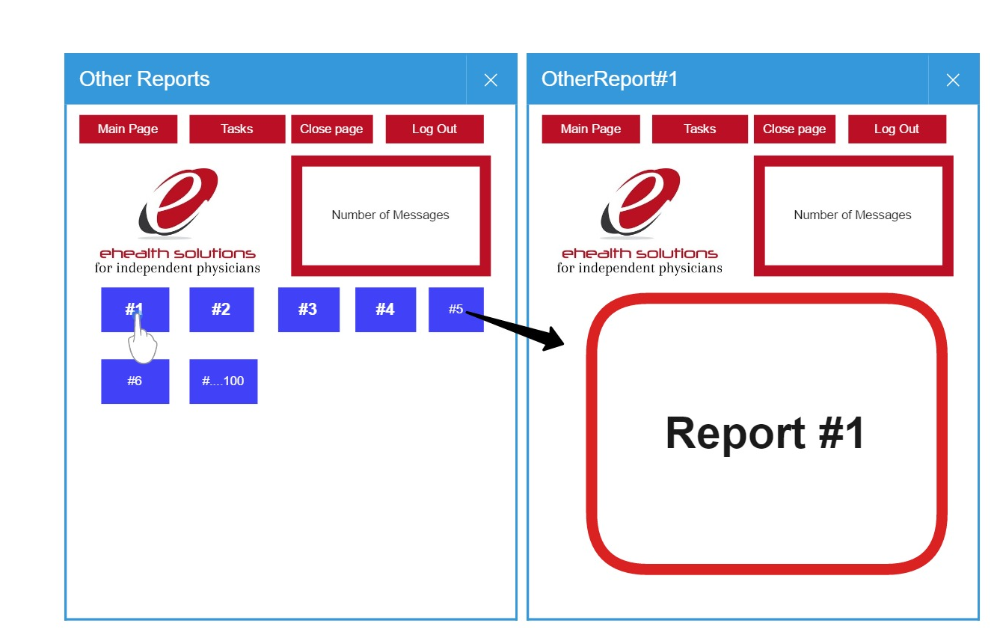 Other Reports
Main Page
Tasks
Close page
Log Out
ehealth solutions
for independent physicians
Number of Messages
#1
#2
#3
#4
#5
#6
#....100
OtherReport#1
Main Page
Tasks
Close page
Log Out
ehealth solutions
for independent physicians
Number of Messages
Report #1